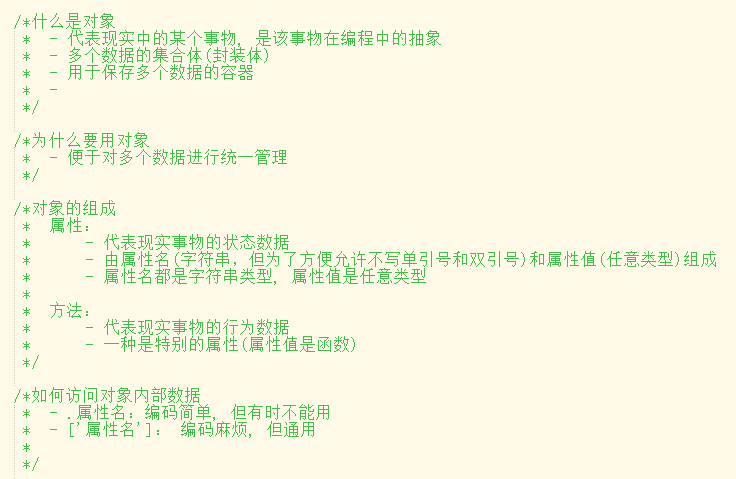 /*什么是对象
 *  - 代表现实中的某个事物, 是该事物在编程中的抽象
 *  - 多个数据的集合体(封装体)
 *  - 用于保存多个数据的容器
 *  -
 */
/*为什么要用对象
 *  - 便于对多个数据进行统一管理
 */
/*对象的组成
 *  属性:
 *      - 代表现实事物的状态数据
 *      - 由属性名(字符串, 但为了方便允许不写单引号和双引号)和属性值(任意类型)组成
 *      - 属性名都是字符串类型, 属性值是任意类型
 *
 *  方法:
 *      - 代表现实事物的行为数据
 *      - 一种是特别的属性(属性值是函数)
 */
/*如何访问对象内部数据
 *  - .属性名: 编码简单, 但有时不能用
 *  - ['属性名']: 编码麻烦, 但通用
 *
 */